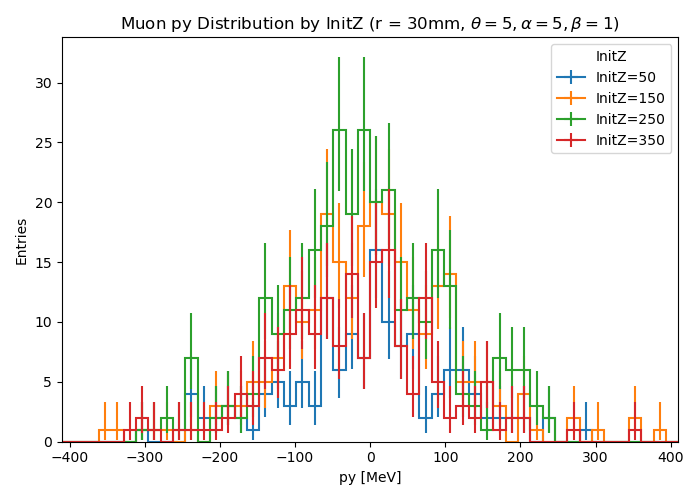 Muon py Distribution by InitZ (r = 30mm, θ = 5, α = 5, β = 1)
InitZ
InitZ=50
InitZ=150
InitZ=250
InitZ=350
Entries
30
25
20
15
10
5
0
−400 −300 −200 −100 0 100 200 300 400
py [MeV]